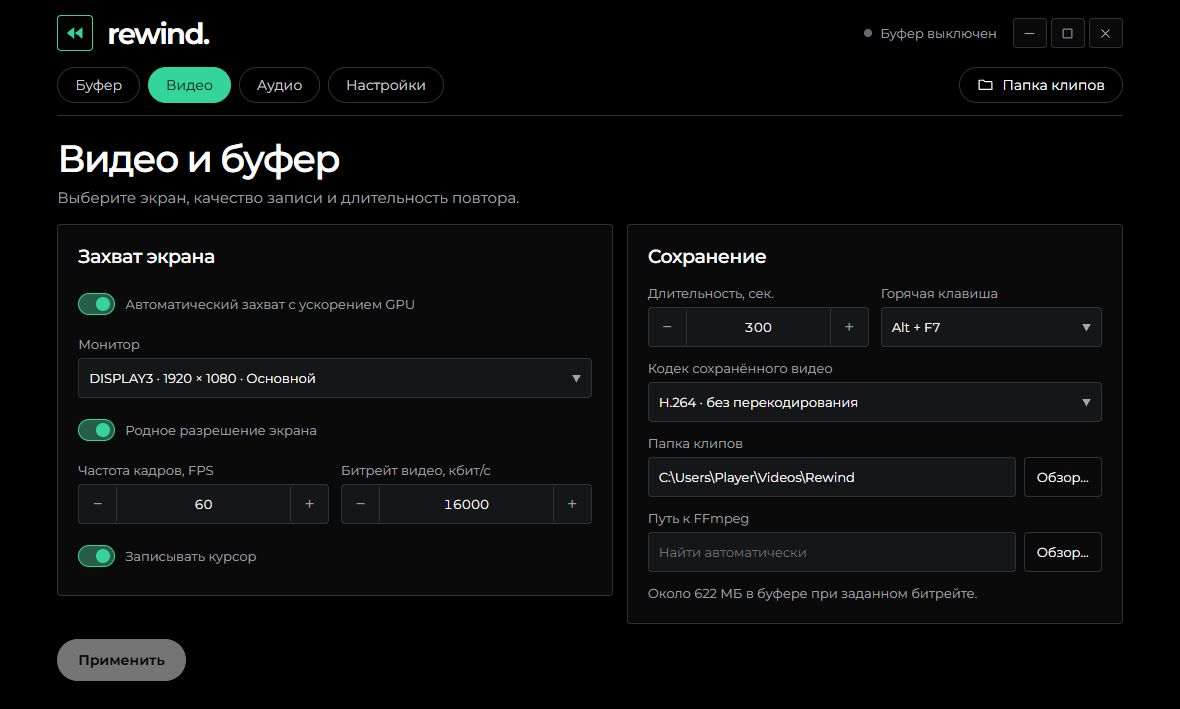 rewind.
Буфер выключен
Буфер
Видео
Аудио
Настройки
Папка клипов
Видео и буфер
Выберите экран, качество записи и длительность повтора.
Захват экрана
Автоматический захват с ускорением GPU
Монитор
DISPLAY3 · 1920 × 1080 · Основной
Родное разрешение экрана
Частота кадров, FPS
Битрейт видео, кбит/с
− 60 +
− 16000 +
Записывать курсор
Сохранение
Длительность, сек.
Горячая клавиша
− 300 +
Alt + F7
Кодек сохранённого видео
H.264 · без перекодирования
Папка клипов
C:\Users\Player\Videos\Rewind
Обзор...
Путь к FFmpeg
Найти автоматически
Обзор...
Около 622 МБ в буфере при заданном битрейте.
Применить